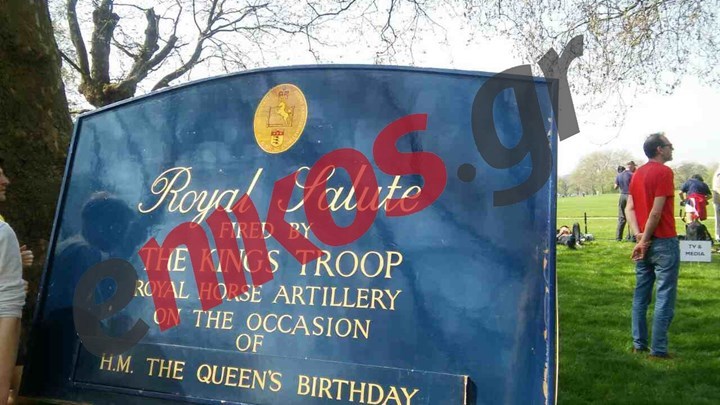 Royal Salute
FIRED BY
THE KINGS TROOP
ROYAL HORSE ARTILLERY
ON THE OCCASION
OF
H.M. THE QUEEN'S BIRTHDAY
TV &
MEDIA
enikos.gr